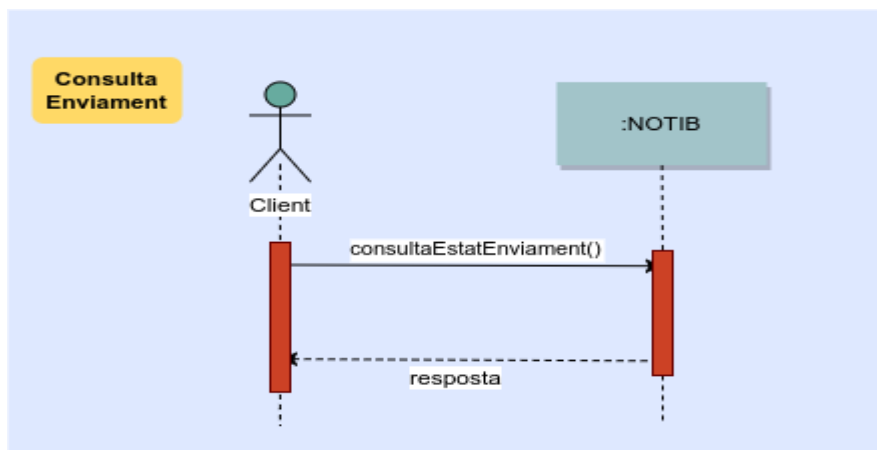 Consulta
Enviament
:NOTIB
Client
consultaEstatEnviament()
resposta